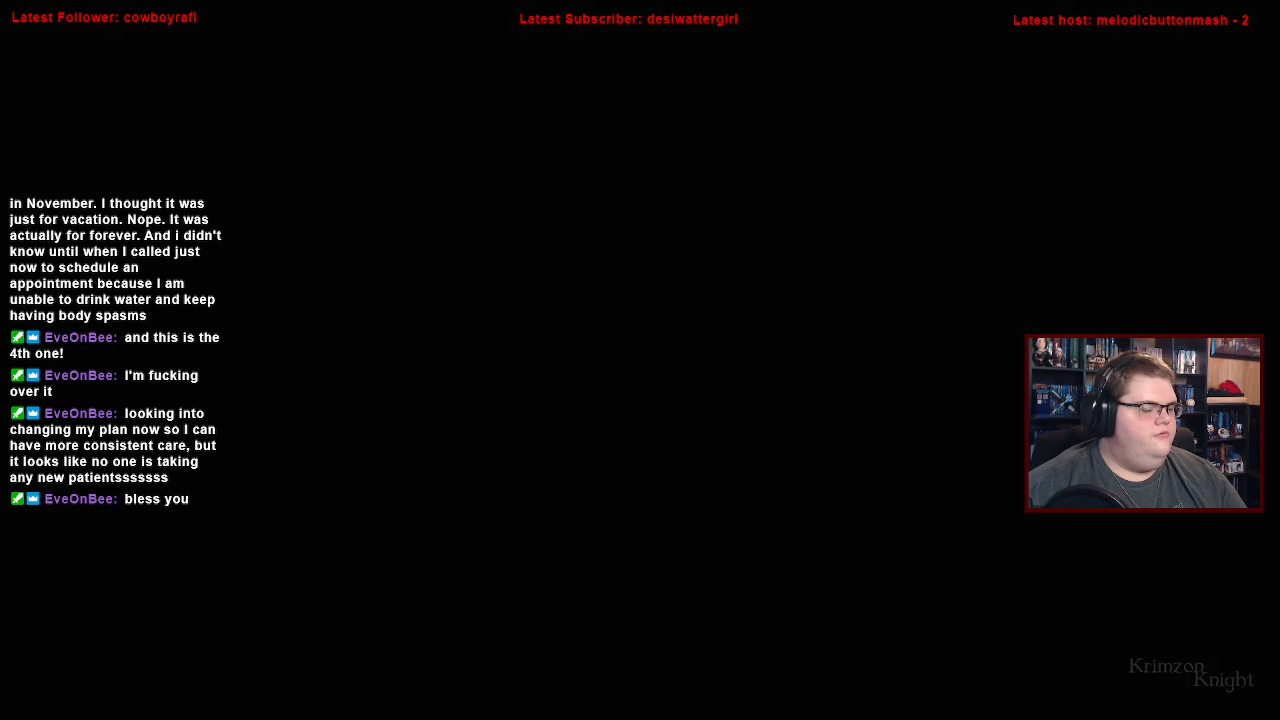 Latest Follower: cowboyrafi
Latest Subscriber: desiwattergirl
Latest host: melodicbuttonmash - 2
in November. I thought it was
just for vacation. Nope. It was
actually for forever. And i didn't
know until when I called just
now to schedule an
appointment because I am
unable to drink water and keep
having body spasms
EveOnBee: and this is the
4th one!
EveOnBee: I'm fucking
over it
EveOnBee: looking into
changing my plan now so I can
have more consistent care, but
it looks like no one is taking
any new patientsssssss
EveOnBee: bless you
Krimzon
Knight